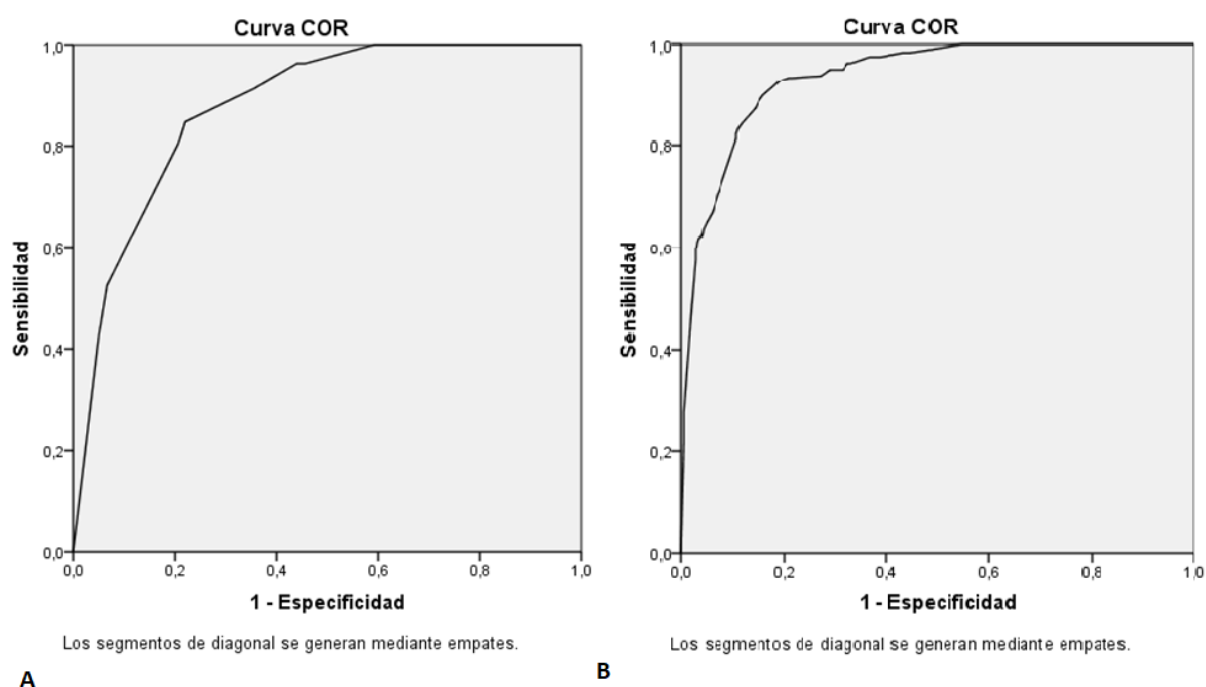 Curva COR
1,0
0,8
0,6
0,4
0,2
0,0
Sensibilidad
0,0 0,2 0,4 0,6 0,8 1,0
1 - Especificidad
Los segmentos de diagonal se generan mediante empates.
A
Curva COR
1,0
0,8
0,6
0,4
0,2
0,0
Sensibilidad
0,0 0,2 0,4 0,6 0,8 1,0
1 - Especificidad
Los segmentos de diagonal se generan mediante empates.
B